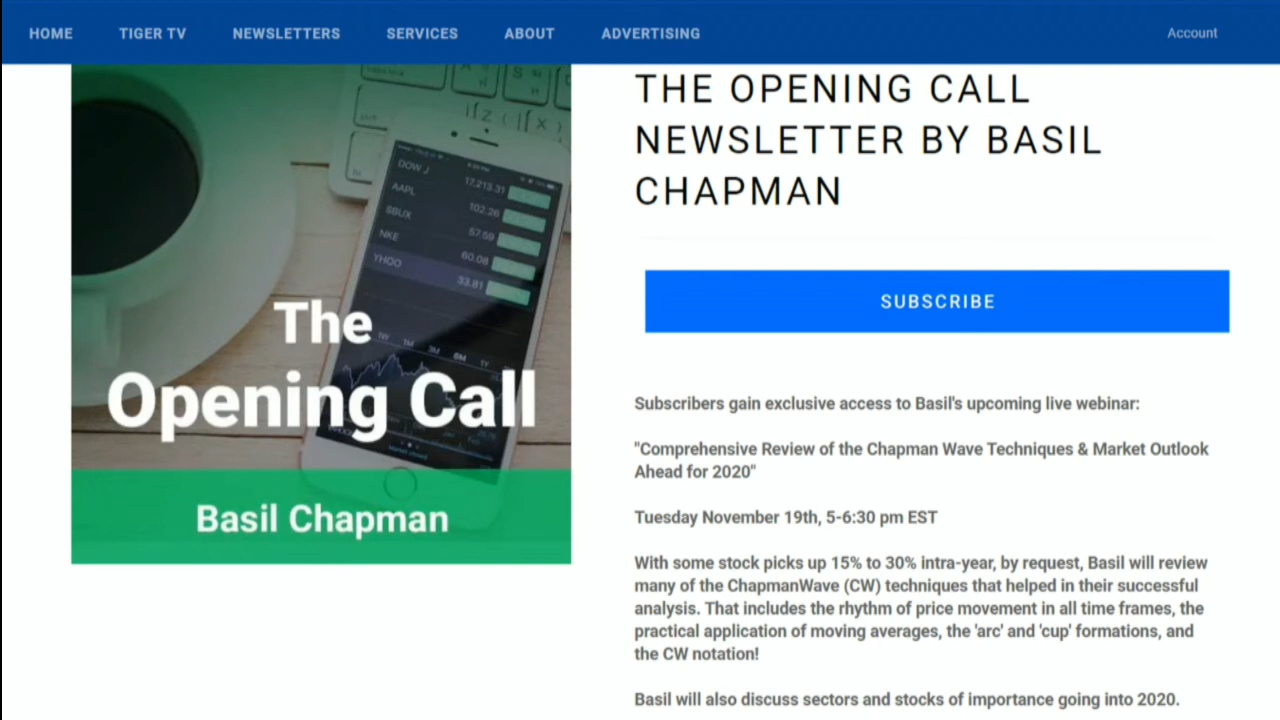 HOME TIGER TV NEWSLETTERS SERVICES ABOUT ADVERTISING Account
DOW J 17,213.31
AAPL 102.26
SBUX 57.59
NKE 60.08
YHOO 33.81
1M 3M 6M 1Y
Market closed
The
Opening Call
Basil Chapman
THE OPENING CALL
NEWSLETTER BY BASIL
CHAPMAN
SUBSCRIBE
Subscribers gain exclusive access to Basil's upcoming live webinar:
"Comprehensive Review of the Chapman Wave Techniques & Market Outlook
Ahead for 2020"
Tuesday November 19th, 5-6:30 pm EST
With some stock picks up 15% to 30% intra-year, by request, Basil will review
many of the ChapmanWave (CW) techniques that helped in their successful
analysis. That includes the rhythm of price movement in all time frames, the
practical application of moving averages, the 'arc' and 'cup' formations, and
the CW notation!
Basil will also discuss sectors and stocks of importance going into 2020.